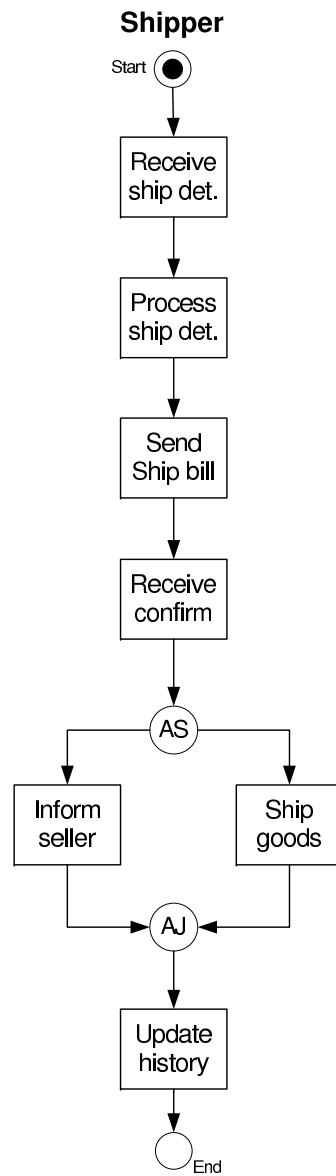 Shipper
Start
Receive
ship det.
Process
ship det.
Send
Ship bill
Receive
confirm
AS
Inform
seller
Ship
goods
AJ
Update
history
End